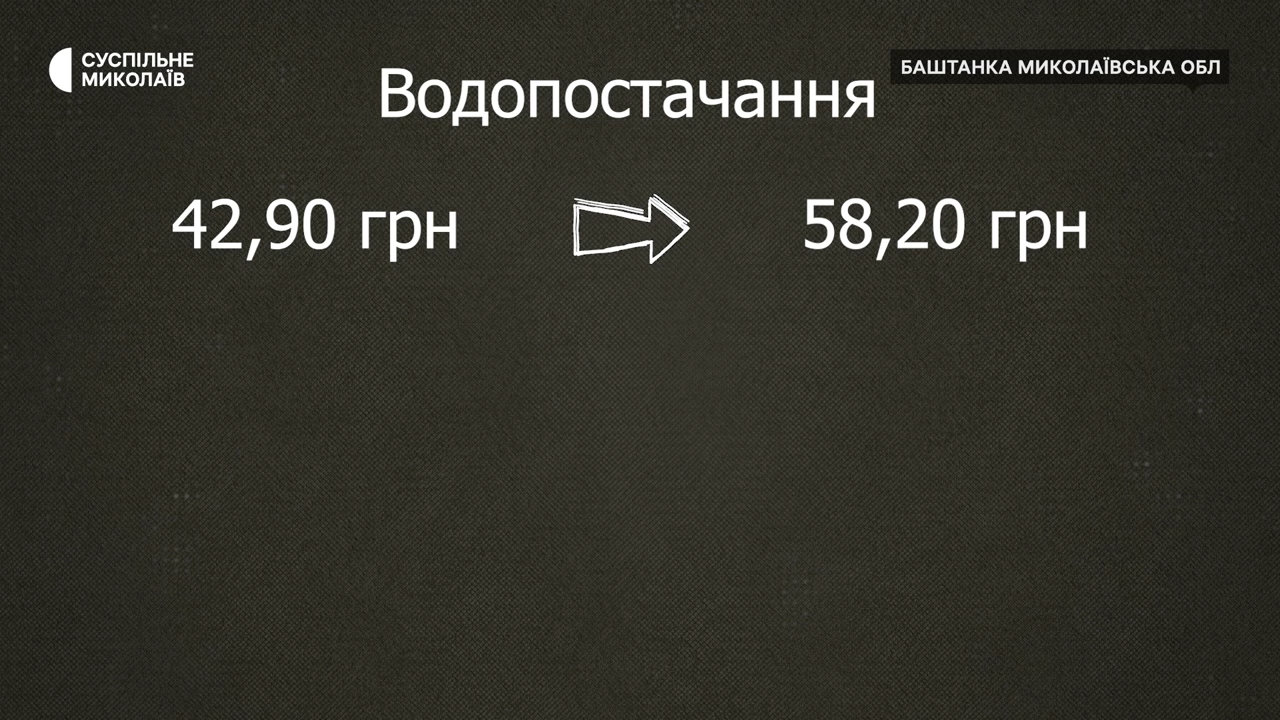 СУСПІЛЬНЕ
МИКОЛАЇВ
БАШТАНКА МИКОЛАЇВСЬКА ОБЛ
Водопостачання
42,90 грн
58,20 грн